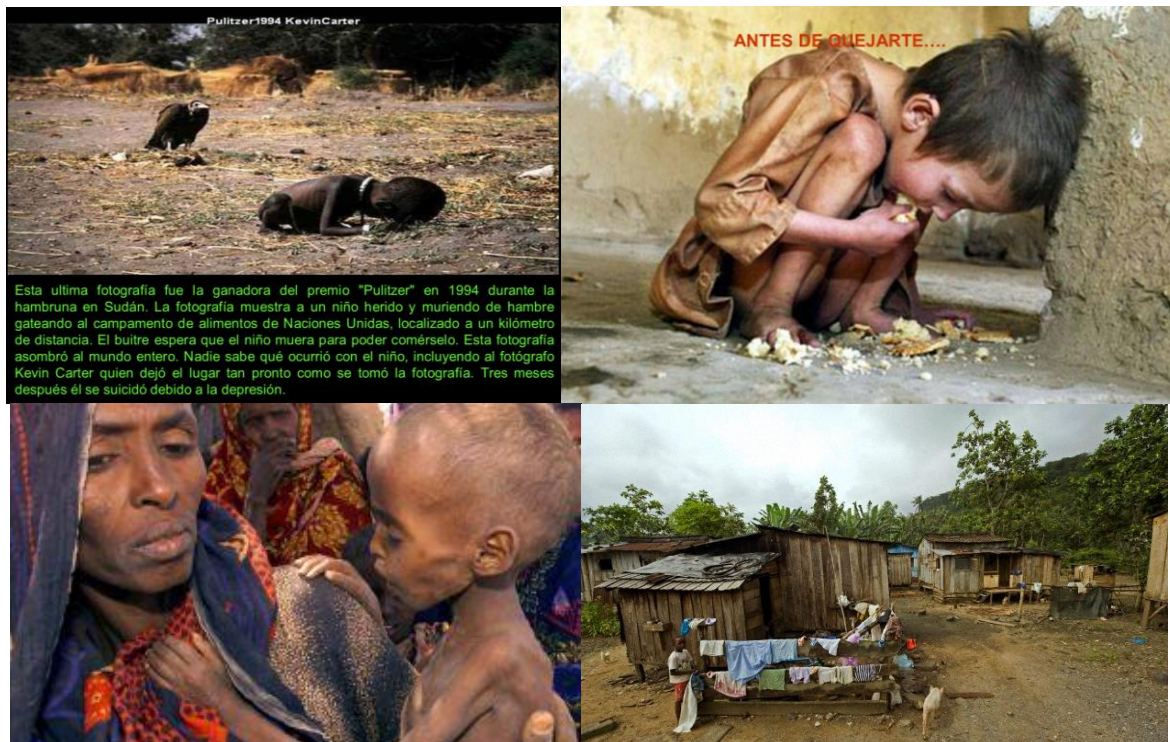 Pulitzer1994 KevinCarter
Esta ultima fotografía fue la ganadora del premio "Pulitzer" en 1994 durante la
hambruna en Sudán. La fotografía muestra a un niño herido y muriendo de hambre
gateando al campamento de alimentos de Naciones Unidas, localizado a un kilómetro
de distancia. El buitre espera que el niño muera para poder comérselo. Esta fotografía
asombró al mundo entero. Nadie sabe qué ocurrió con el niño, incluyendo al fotógrafo
Kevin Carter quien dejó el lugar tan pronto como se tomó la fotografía. Tres meses
después él se suicidó debido a la depresión.
ANTES DE QUEJARTE....